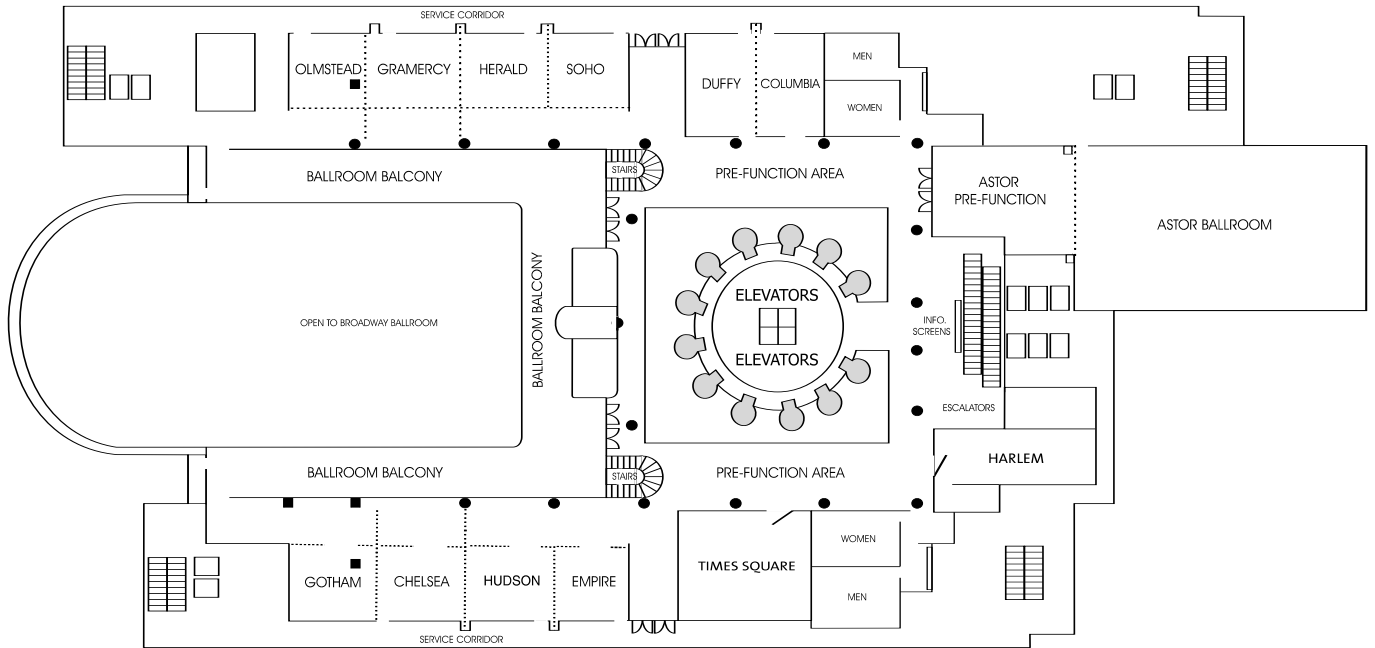 SERVICE CORRIDOR
OLMSTEAD
GRAMERCY
HERALD
SOHO
DUFFY
COLUMBIA
MEN
WOMEN
BALLROOM BALCONY
STAIRS
PRE-FUNCTION AREA
ASTOR
PRE-FUNCTION
ASTOR BALLROOM
BALLROOM BALCONY
OPEN TO BROADWAY BALLROOM
ELEVATORS
ELEVATORS
INFO.
SCREENS
ESCALATORS
HARLEM
BALLROOM BALCONY
STAIRS
PRE-FUNCTION AREA
GOTHAM
CHELSEA
HUDSON
EMPIRE
TIMES SQUARE
WOMEN
MEN
SERVICE CORRIDOR